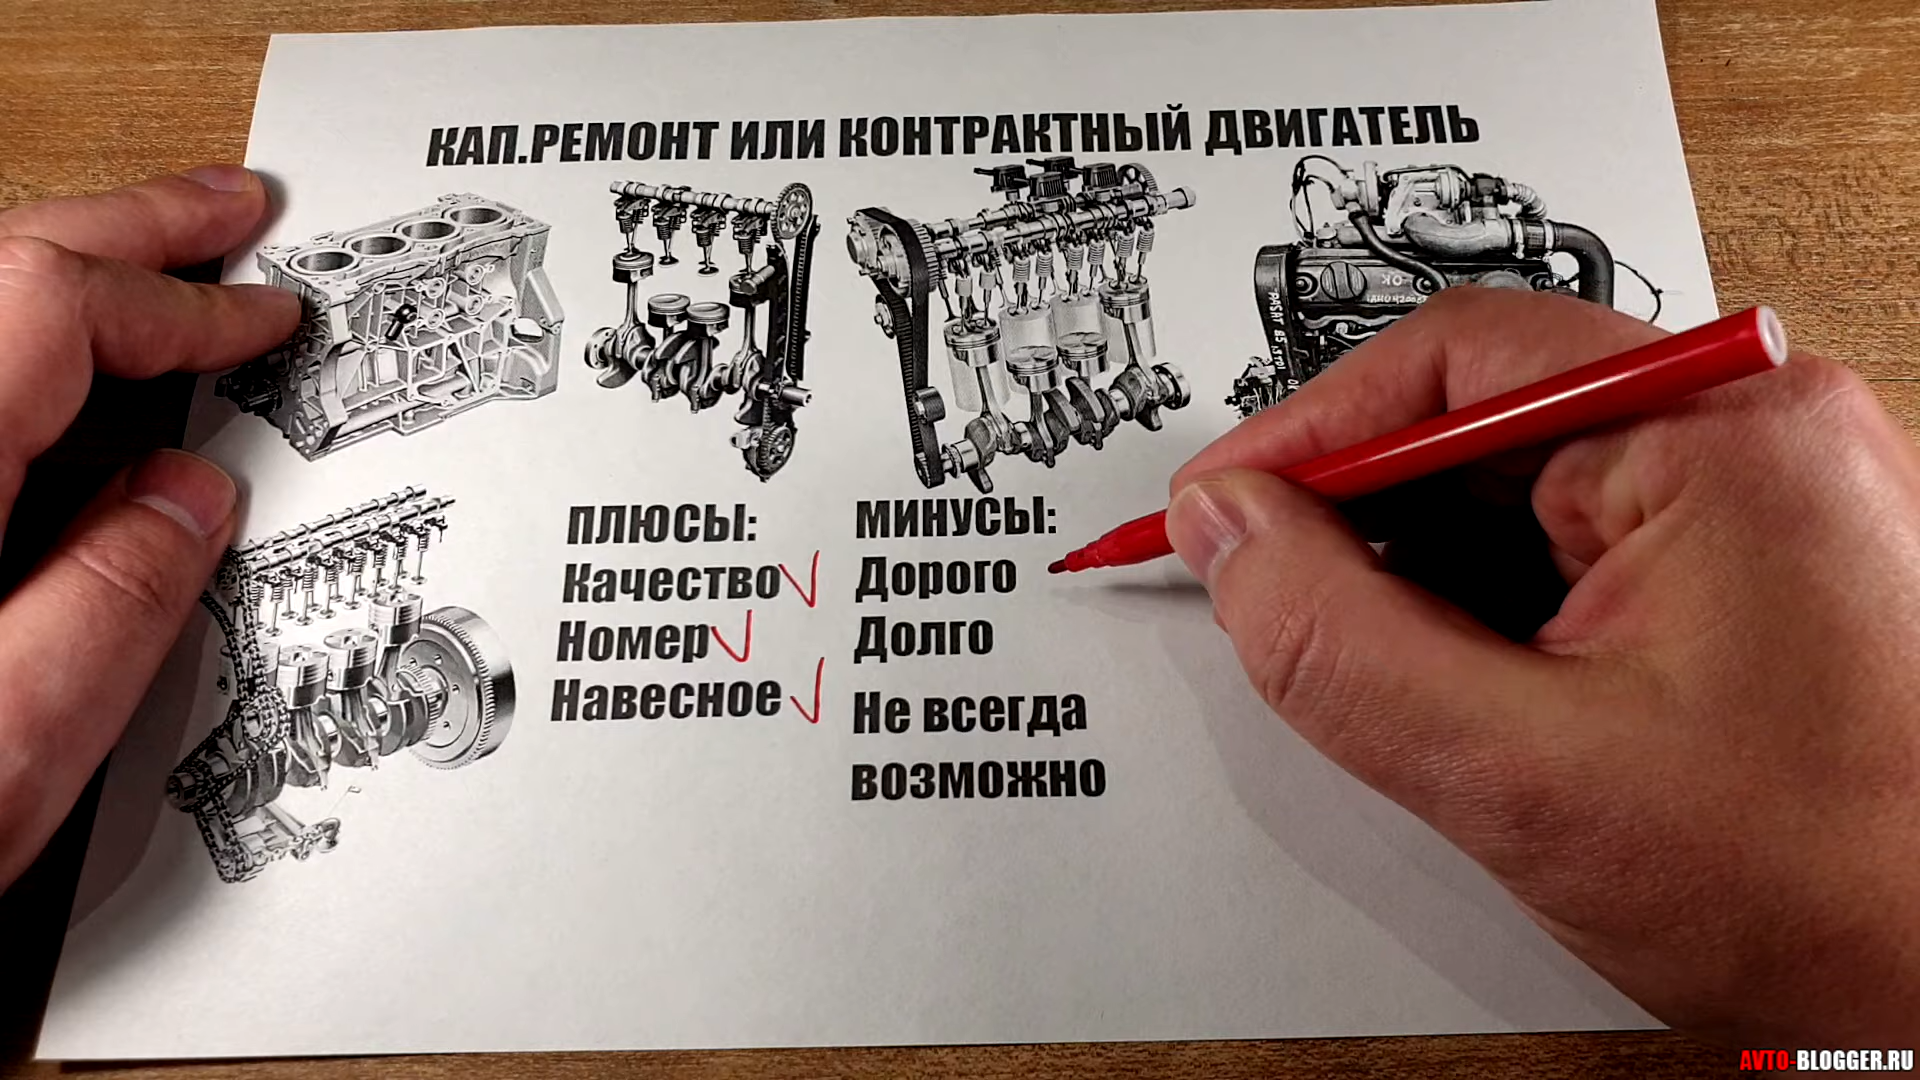 КАП.РЕМОНТ ИЛИ КОНТРАКТНЫЙ ДВИГАТЕЛЬ
ПЛЮСЫ:
Качество
Номер
Навесное
МИНУСЫ:
Дорого
Долго
Не всегда
возможно
AVTO-BLOGGER.RU